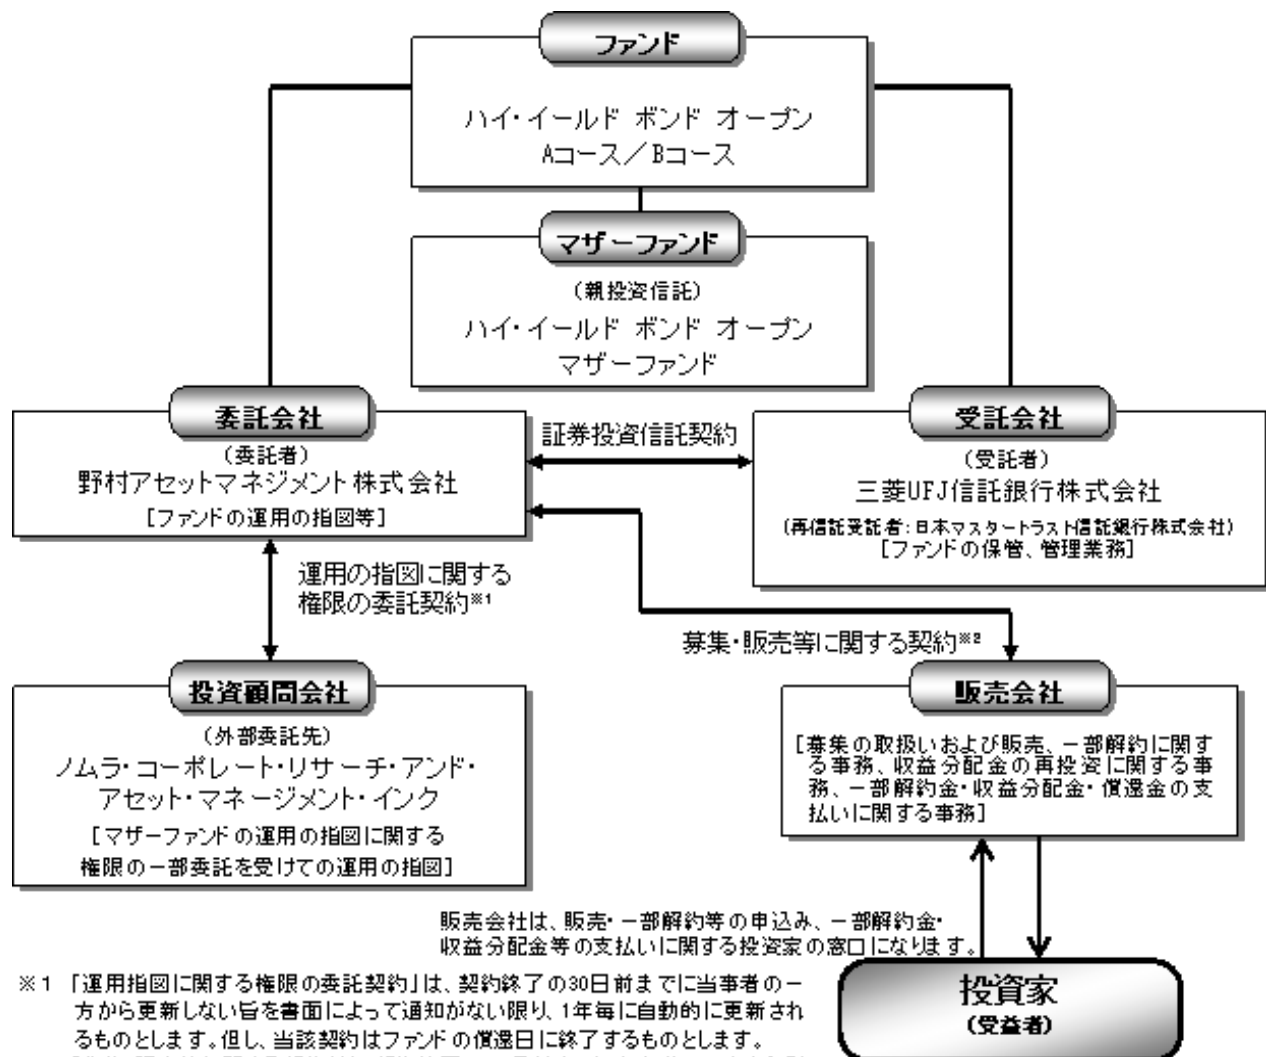 ファンド
ハイ・イールド ボンド オープン
Aコース／Bコース
マザーファンド
（親投資信託）
ハイ・イールド ボンド オープン
マザーファンド
委託会社
（委託者）
野村アセットマネジメント株式会社
[ファンドの運用の指図等]
証券投資信託契約
受託会社
（受託者）
三菱UFJ信託銀行株式会社
（再信託受託者：日本マスタートラスト信託銀行株式会社）
[ファンドの保管、管理業務]
運用の指図に関する
権限の委託契約※1
募集・販売等に関する契約※2
投資顧問会社
（外部委託先）
ノムラ・コーポレート・リサーチ・アンド・
アセット・マネージメント・インク
[マザーファンドの運用の指図に関する
権限の一部委託を受けての運用の指図]
販売会社
[募集の取扱いおよび販売、一部解約に関す
る事務、収益分配金の再投資に関する事
務、一部解約金・収益分配金・償還金の支
払いに関する事務]
販売会社は、販売・一部解約等の申込み、一部解約金・
収益分配金等の支払いに関する投資家の窓口になります。
投資家
（受益者）
※1 「運用指図に関する権限の委託契約」は、契約終了の30日前までに当事者の一
方から更新しない旨を書面によって通知がない限り、1年毎に自動的に更新され
るものとします。但し、当該契約はファンドの償還日に終了するものとします。